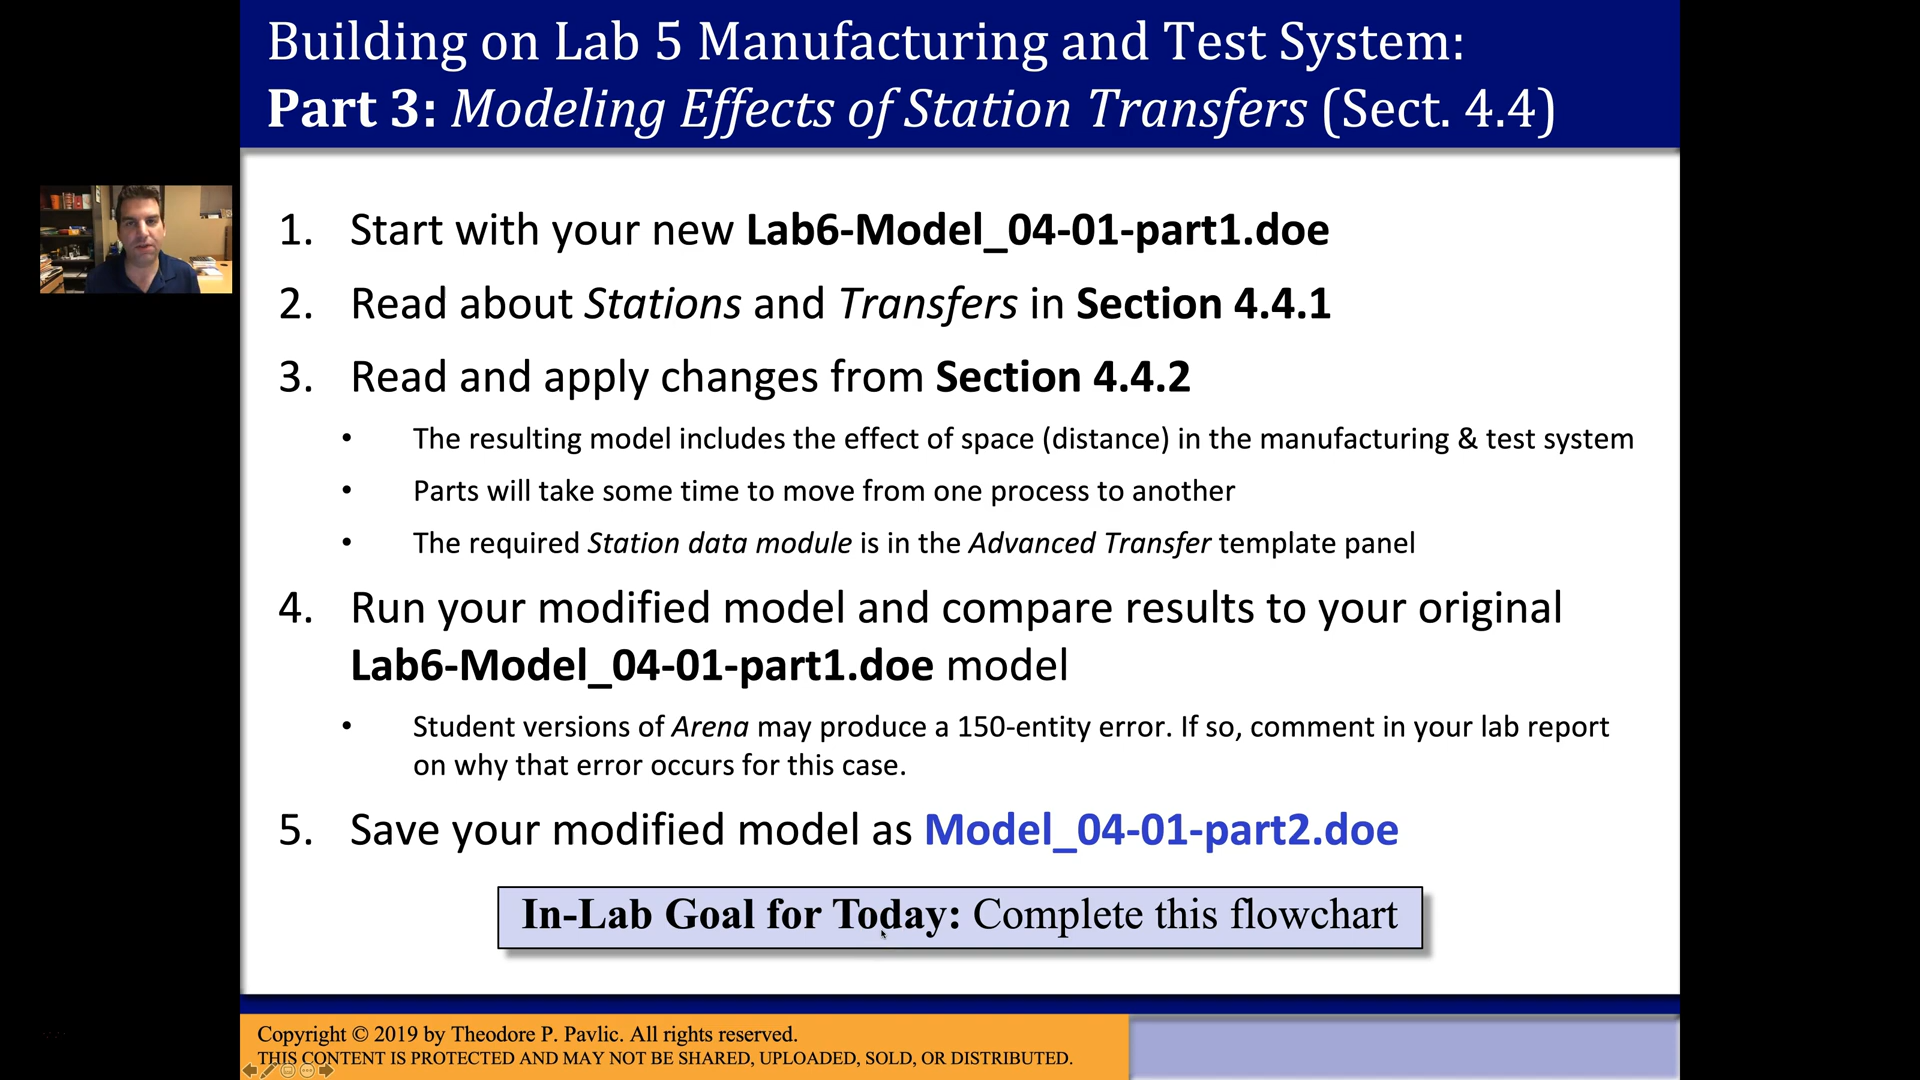 Building on Lab 5 Manufacturing and Test System:
Part 3: Modeling Effects of Station Transfers (Sect. 4.4)
1. Start with your new Lab6-Model_04-01-part1.doe
2. Read about Stations and Transfers in Section 4.4.1
3. Read and apply changes from Section 4.4.2
• The resulting model includes the effect of space (distance) in the manufacturing & test system
• Parts will take some time to move from one process to another
• The required Station data module is in the Advanced Transfer template panel
4. Run your modified model and compare results to your original
Lab6-Model_04-01-part1.doe model
• Student versions of Arena may produce a 150-entity error. If so, comment in your lab report
on why that error occurs for this case.
5. Save your modified model as Model_04-01-part2.doe
In-Lab Goal for Today: Complete this flowchart
Copyright © 2019 by Theodore P. Pavlic. All rights reserved.
THIS CONTENT IS PROTECTED AND MAY NOT BE SHARED, UPLOADED, SOLD, OR DISTRIBUTED.